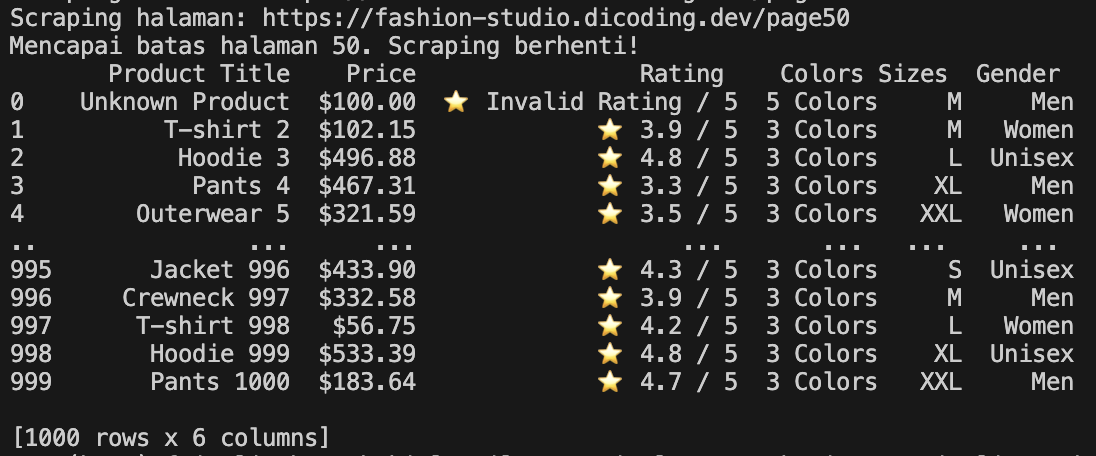 Scraping halaman: https://fashion-studio.dicoding.dev/page50
Mencapai batas halaman 50. Scraping berhenti!
Product Title Price Rating Colors Sizes Gender
0 Unknown Product $100.00 ⭐ Invalid Rating / 5 5 Colors M Men
1 T-shirt 2 $102.15 ⭐ 3.9 / 5 3 Colors M Women
2 Hoodie 3 $496.88 ⭐ 4.8 / 5 3 Colors L Unisex
3 Pants 4 $467.31 ⭐ 3.3 / 5 3 Colors XL Men
4 Outerwear 5 $321.59 ⭐ 3.5 / 5 3 Colors XXL Women
.. ... ... ... ... ... ...
995 Jacket 996 $433.90 ⭐ 4.3 / 5 3 Colors S Unisex
996 Crewneck 997 $332.58 ⭐ 3.9 / 5 3 Colors M Men
997 T-shirt 998 $56.75 ⭐ 4.2 / 5 3 Colors L Women
998 Hoodie 999 $533.39 ⭐ 4.8 / 5 3 Colors XL Unisex
999 Pants 1000 $183.64 ⭐ 4.7 / 5 3 Colors XXL Men
[1000 rows x 6 columns]